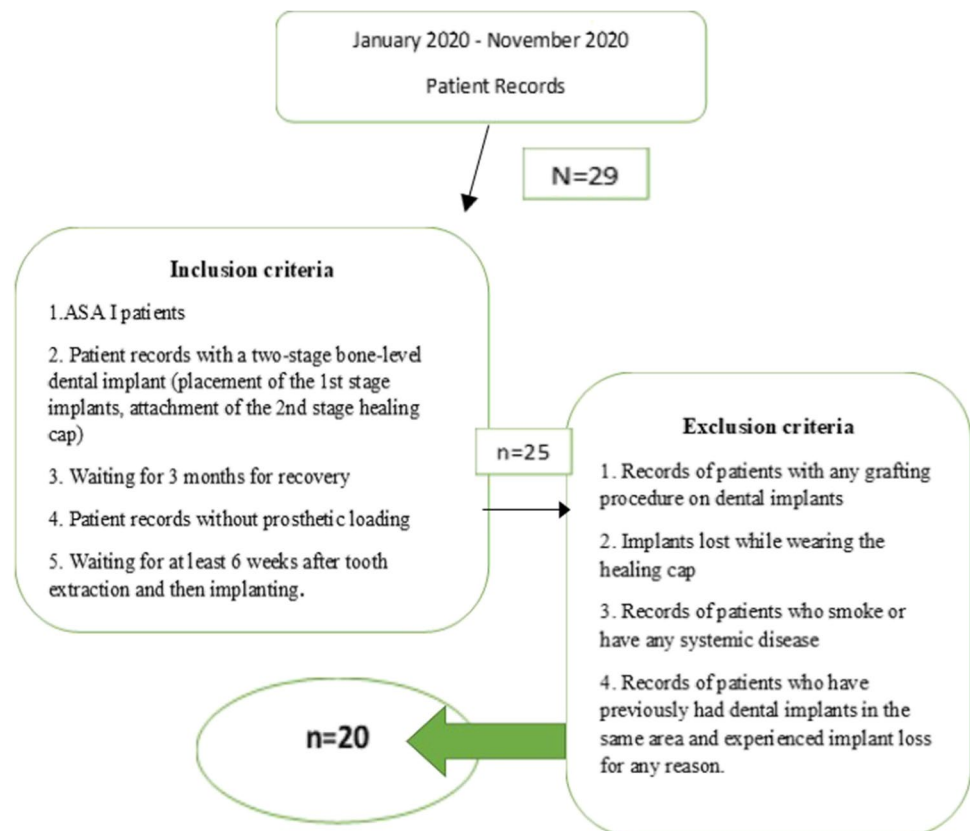 January 2020 - November 2020
Patient Records
N=29
Inclusion criteria
1.ASA I patients
2. Patient records with a two-stage bone-level
dental implant (placement of the 1st stage
implants, attachment of the 2nd stage healing
cap)
3. Waiting for 3 months for recovery
4. Patient records without prosthetic loading
5. Waiting for at least 6 weeks after tooth
extraction and then implanting.
n=25
Exclusion criteria
1. Records of patients with any grafting
procedure on dental implants
2. Implants lost while wearing the
healing cap
3. Records of patients who smoke or
have any systemic disease
4. Records of patients who have
previously had dental implants in the
same area and experienced implant loss
for any reason.
n=20